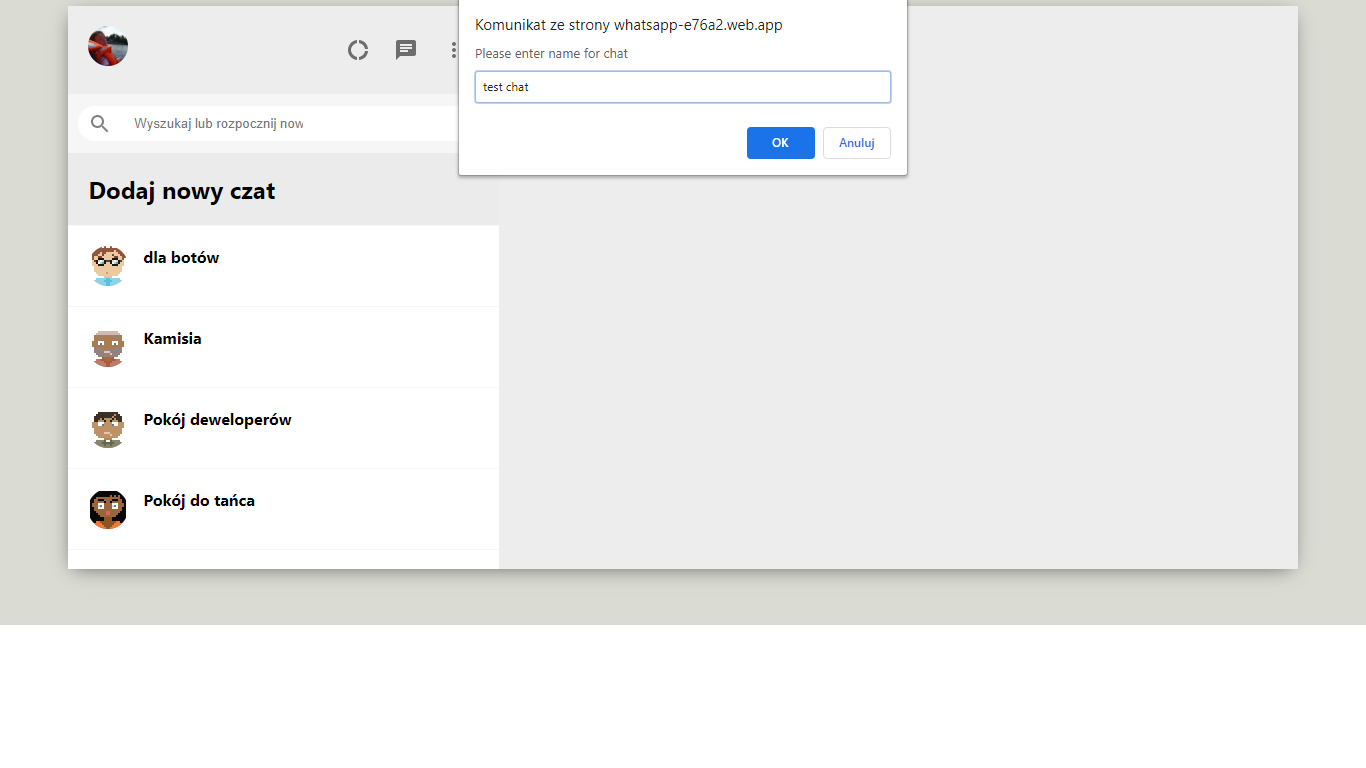 Komunikat ze strony whatsapp-e76a2.web.app
Please enter name for chat
test chat
OK
Anuluj
Wyszukaj lub rozpocznij now
Dodaj nowy czat
dla botów
Kamisia
Pokój deweloperów
Pokój do tańca